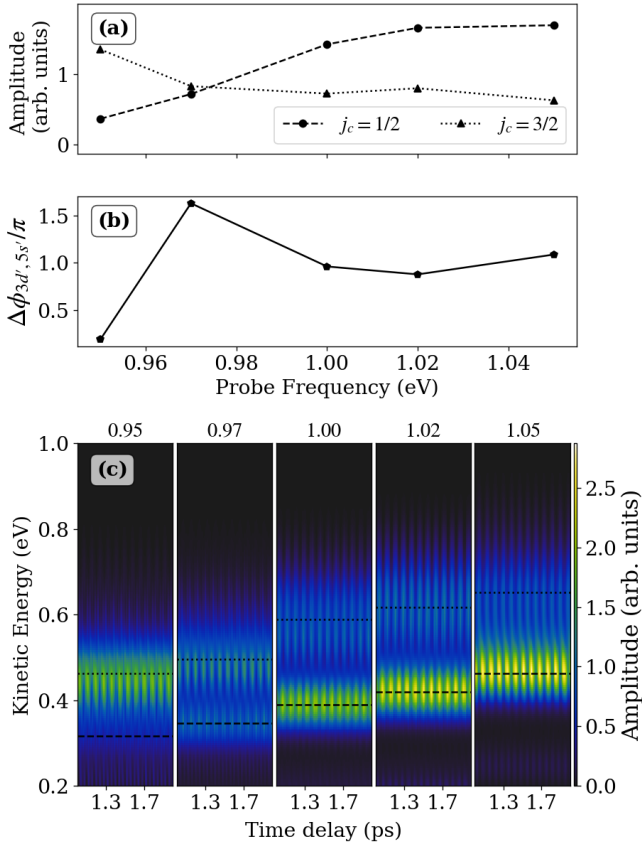 (a)
Amplitude
(arb. units)
1
0
j_c = 1/2
j_c = 3/2
(b)
Δϕ_{3d′, 5s′}/π
1.5
1.0
0.5
0.96 0.98 1.00 1.02 1.04
Probe Frequency (eV)
0.95 0.97 1.00 1.02 1.05
(c)
Kinetic Energy (eV)
1.0
0.8
0.6
0.4
0.2
1.3 1.7 1.3 1.7 1.3 1.7 1.3 1.7 1.3 1.7
Time delay (ps)
2.5
2.0
1.5
1.0
0.5
0.0
Amplitude (arb. units)